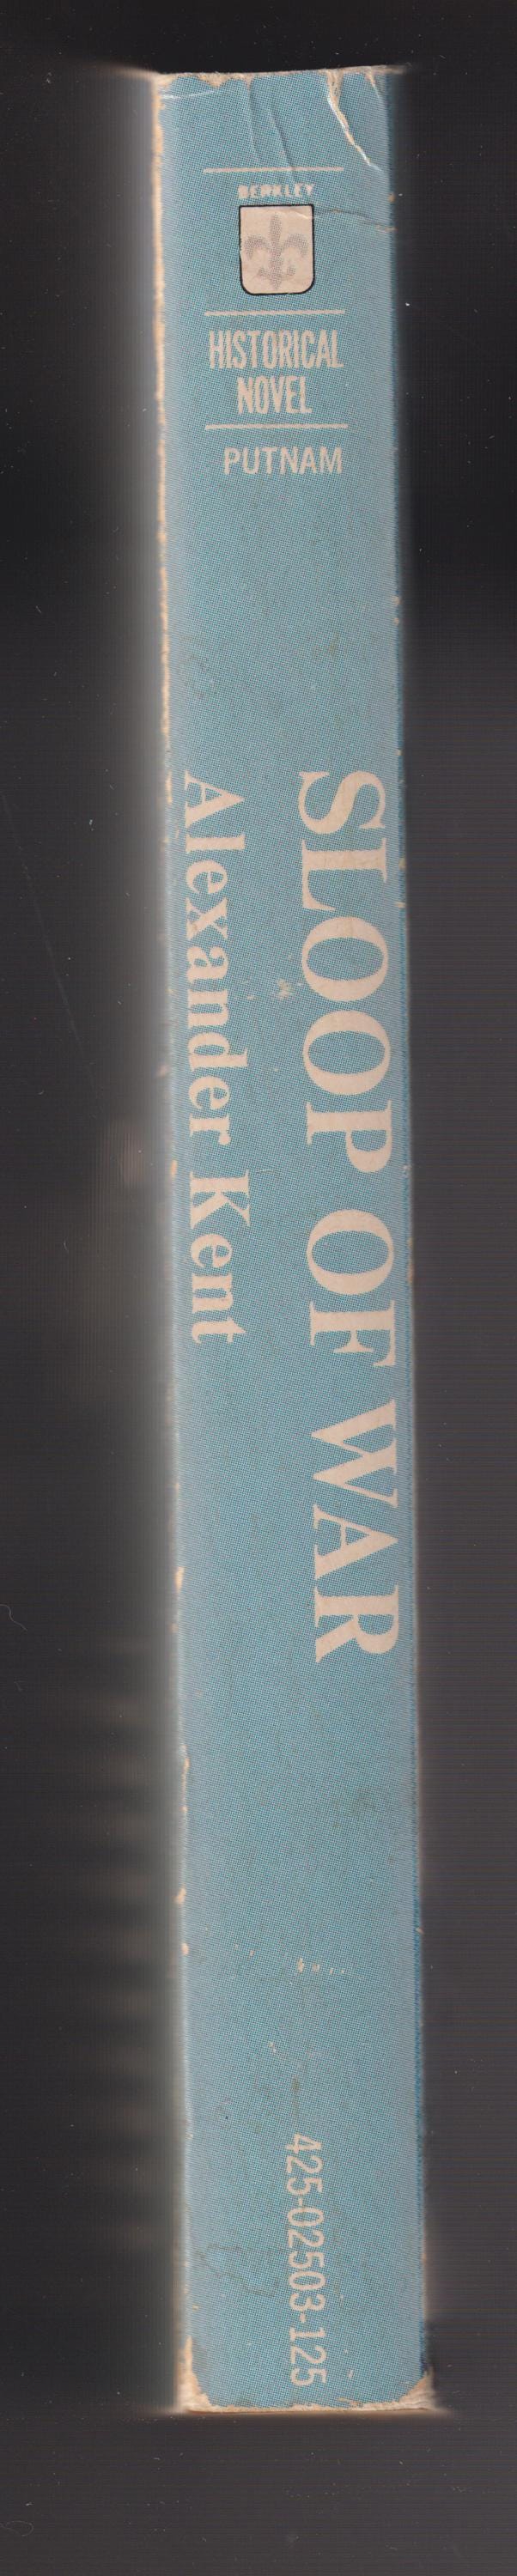 BERKLEY
HISTORICAL
NOVEL
PUTNAM
SLOOP OF WAR
Alexander Kent
425-02503-125